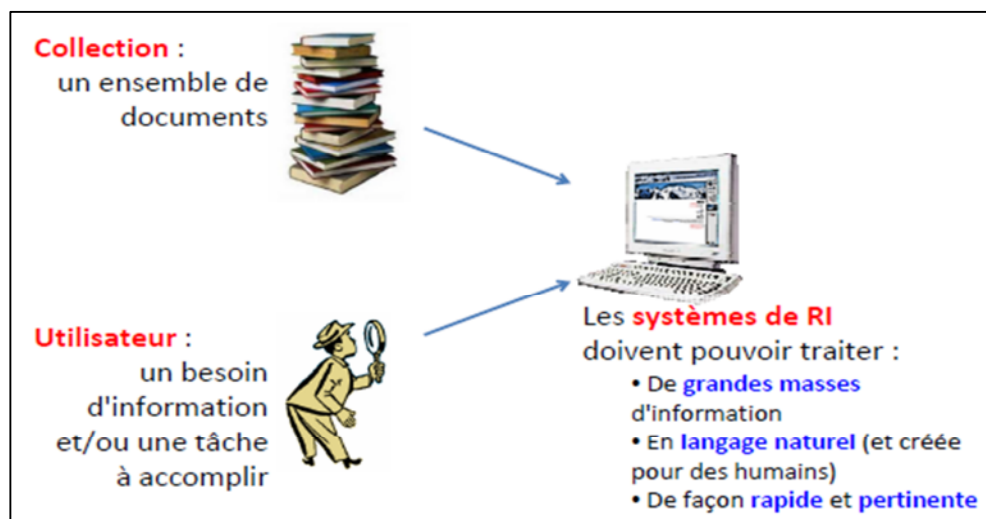 Collection :
un ensemble de
documents
Utilisateur :
un besoin
d'information
et/ou une tâche
à accomplir
Les systèmes de RI
doivent pouvoir traiter :
• De grandes masses
d'information
• En langage naturel (et créée
pour des humains)
• De façon rapide et pertinente